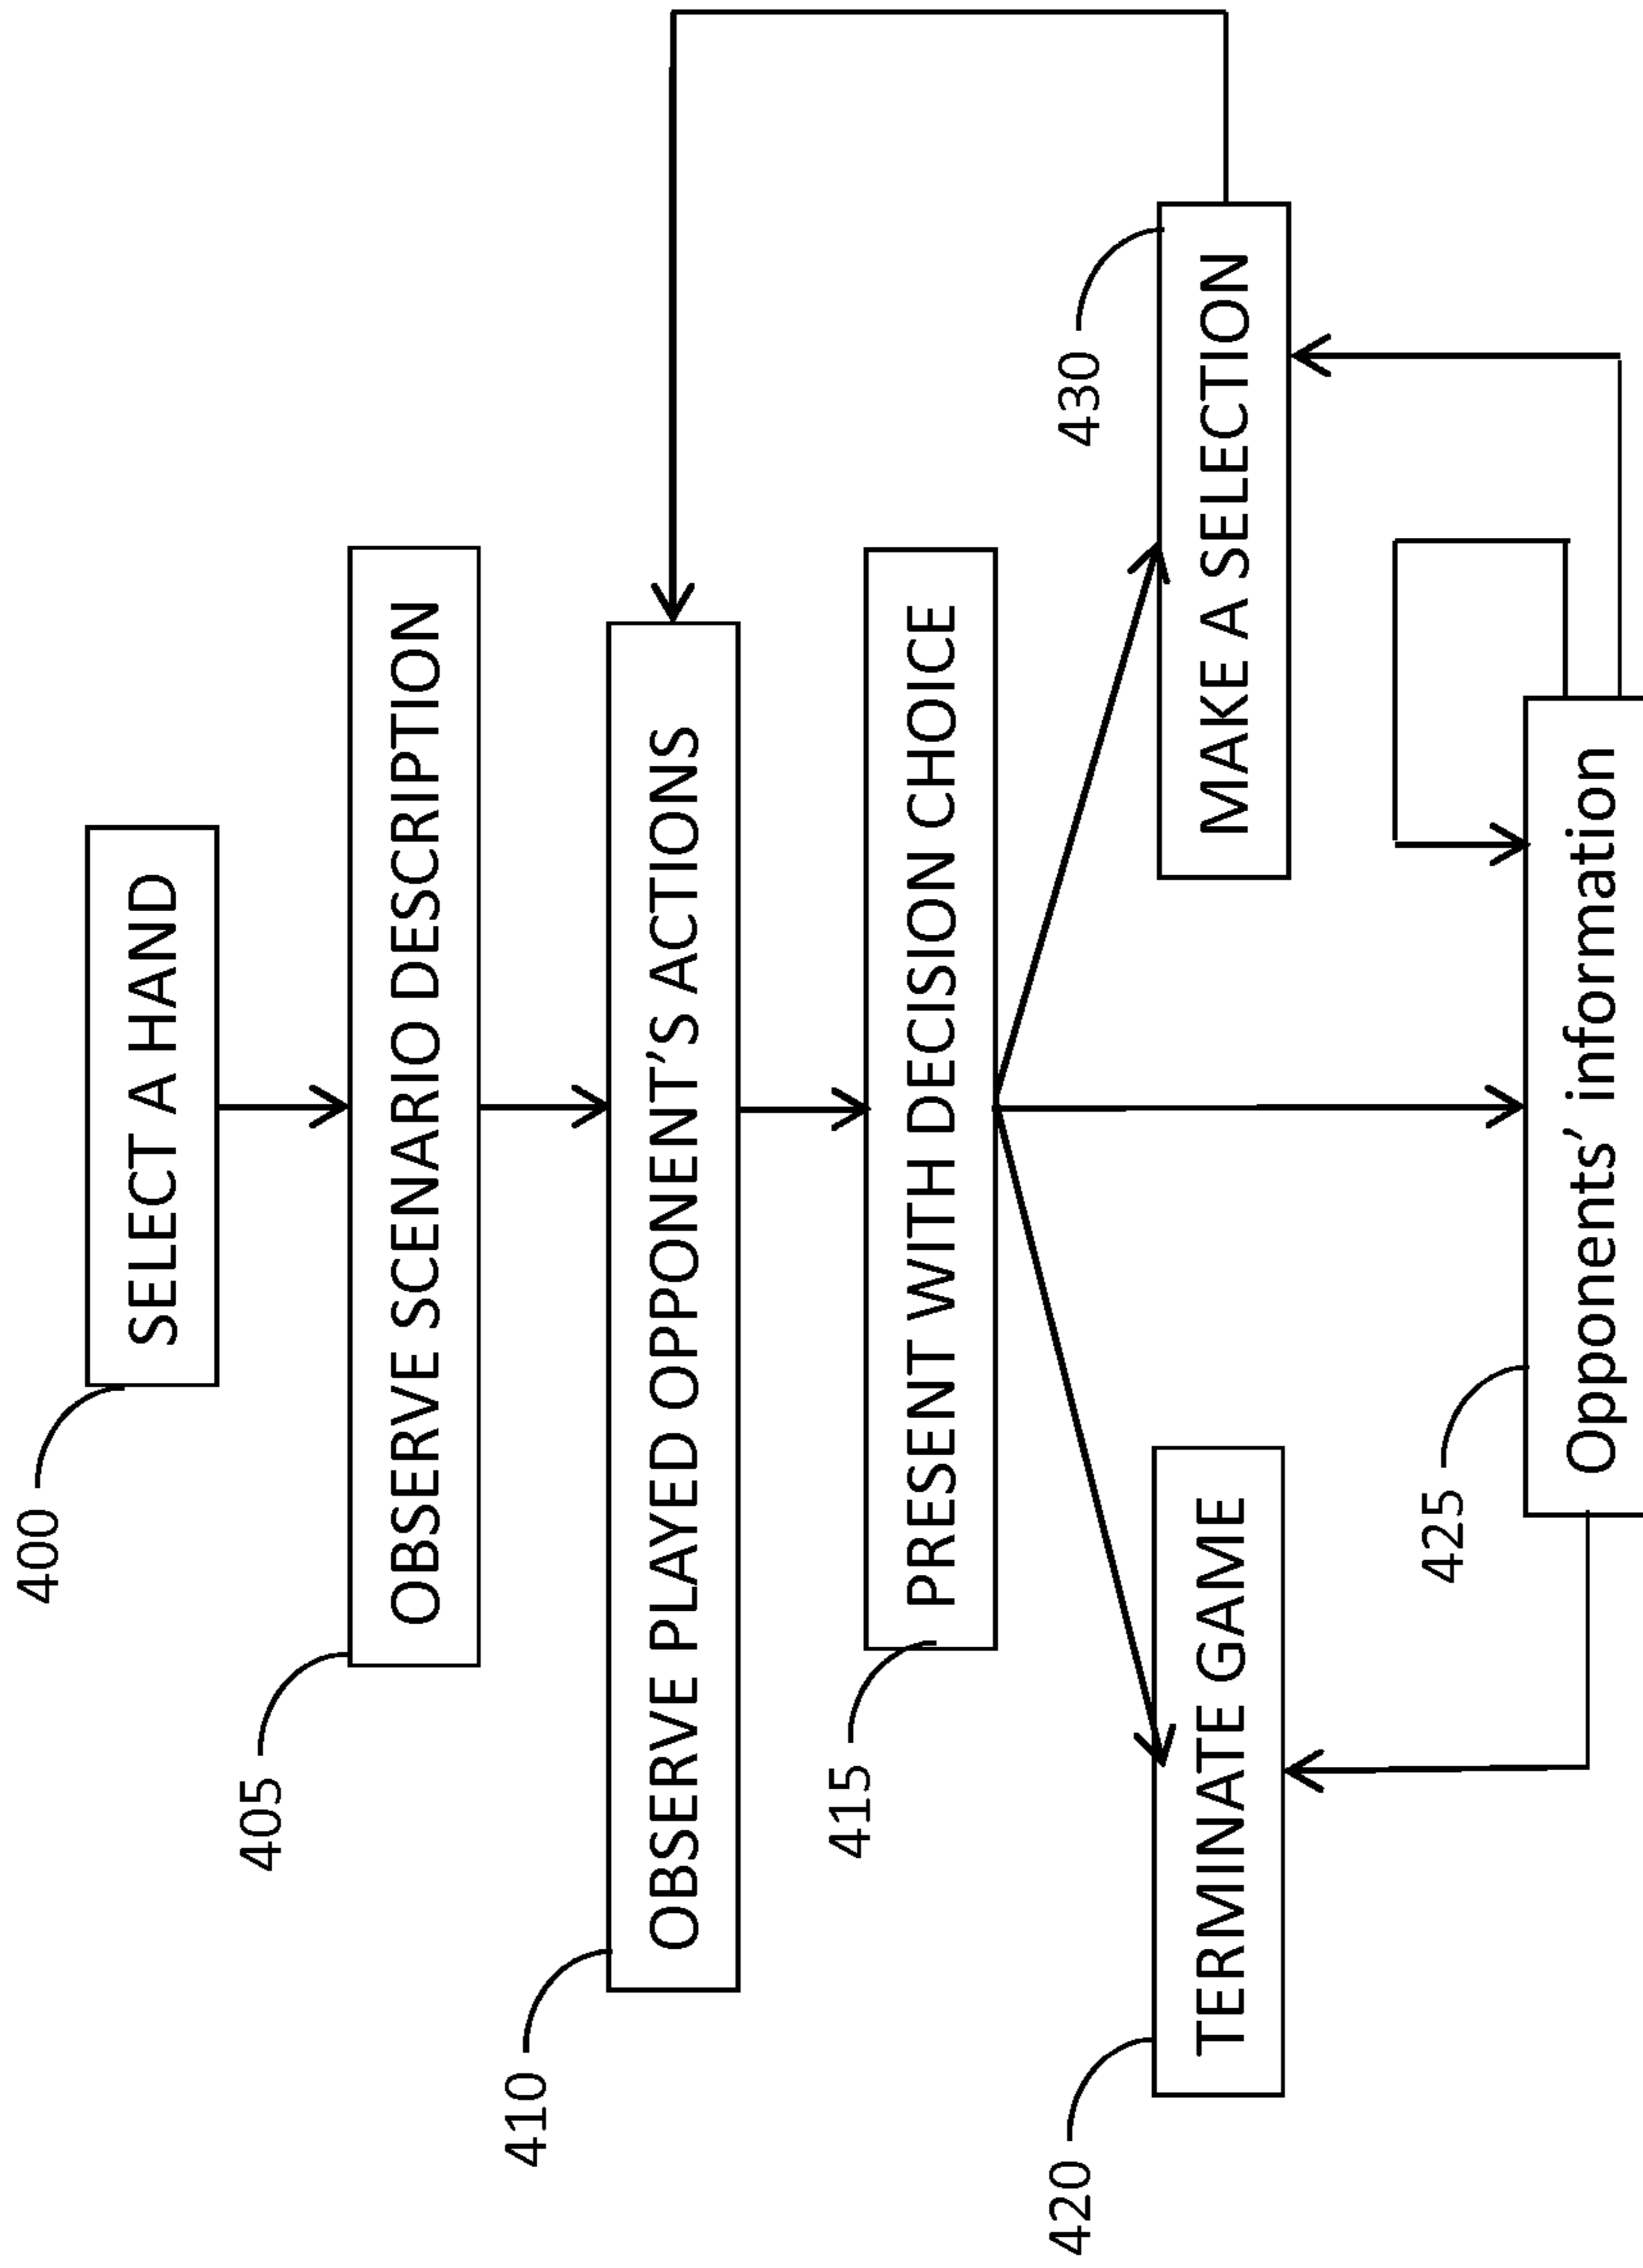 400
SELECT A HAND
405
OBSERVE SCENARIO DESCRIPTION
410
OBSERVE PLAYED OPPONENT'S ACTIONS
415
PRESENT WITH DECISION CHOICE
420
TERMINATE GAME
430
MAKE A SELECTION
425
Opponents' information